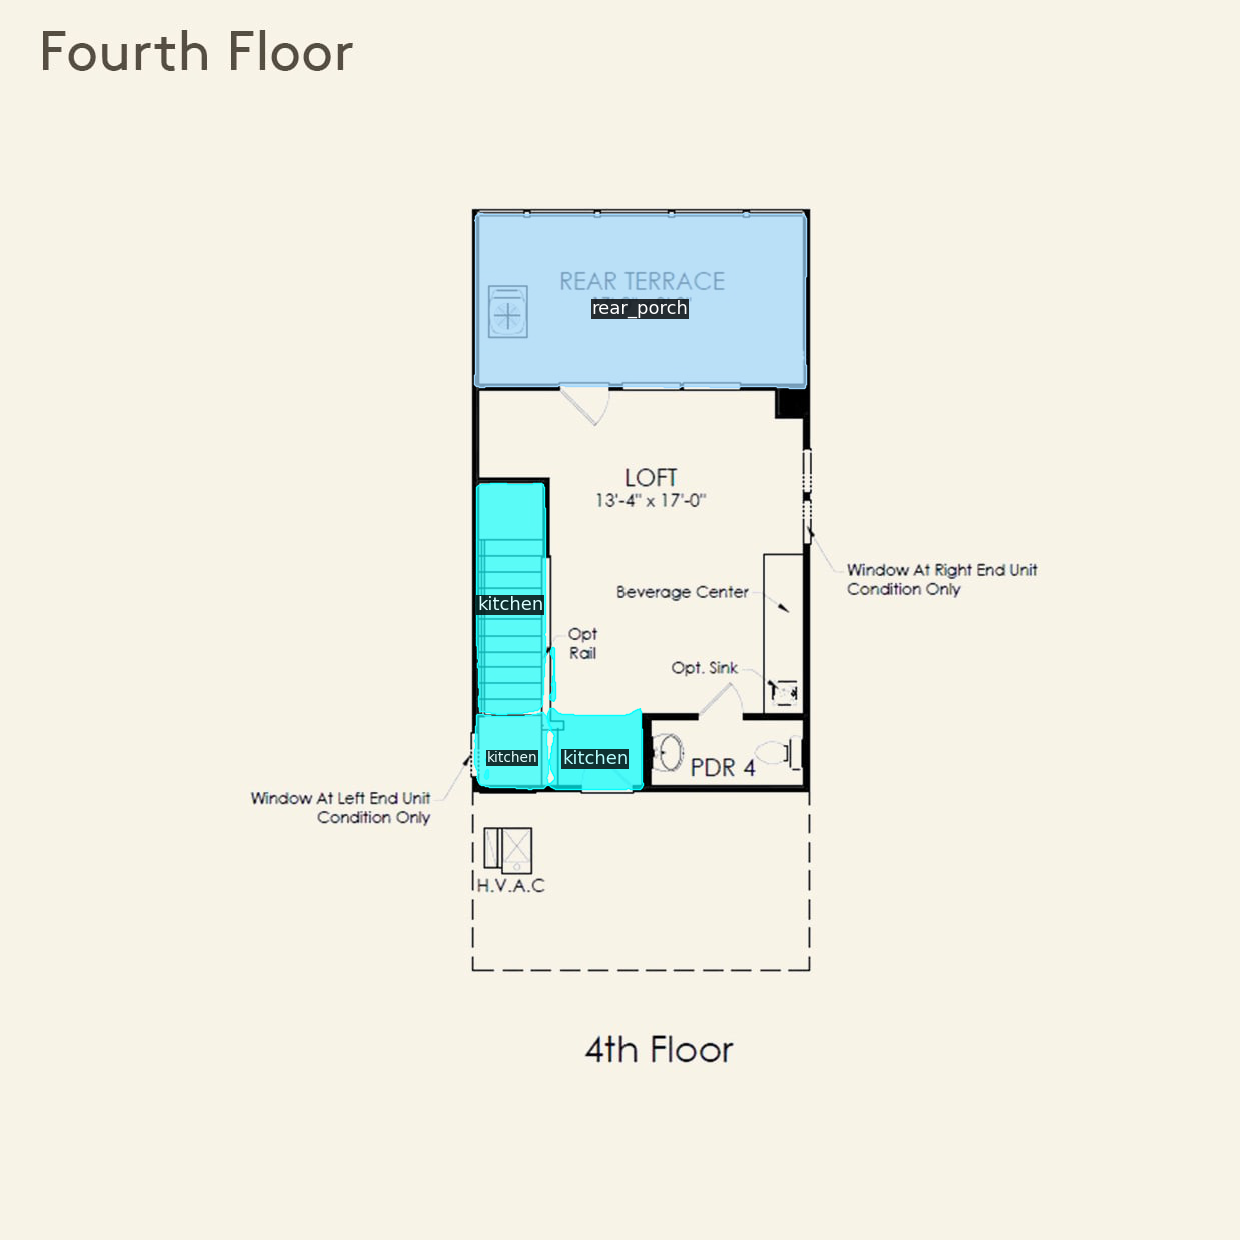 Fourth Floor
REAR TERRACE
rear_porch
LOFT
13'-4" x 17'-0"
Window At Right End Unit
Condition Only
Beverage Center
kitchen
Opt
Rail
Opt. Sink
kitchen
kitchen
PDR 4
Window At Left End Unit
Condition Only
H.V.A.C
4th Floor